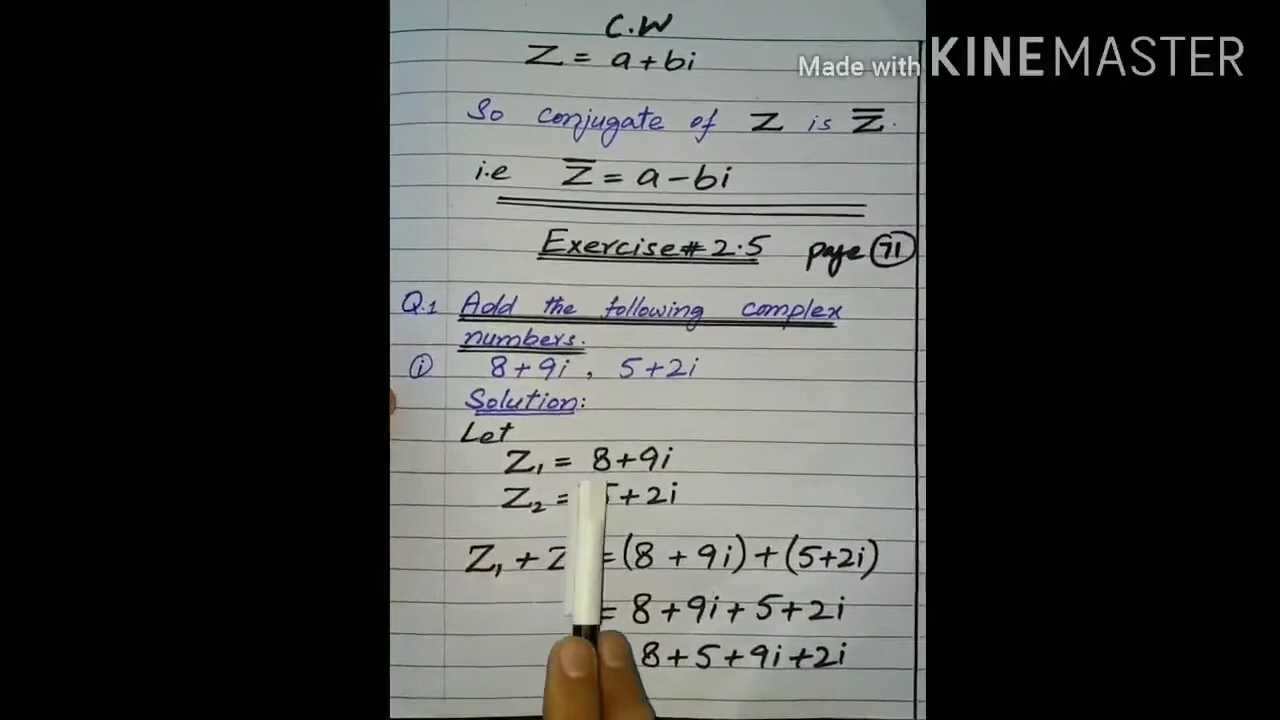 C.W
Made with KINEMASTER
Z = a+bi
So conjugate of Z is Z̅.
i.e Z̅ = a-bi
Exercise# 2.5 page 71
Q.1 Add the following complex
numbers.
i 8+9i, 5+2i
Solution:
Let
Z₁ = 8+9i
Z₂ = 5+2i
Z₁ + Z = (8 + 9i)+(5+2i)
= 8+9i+5+2i
8+5+9i+2i